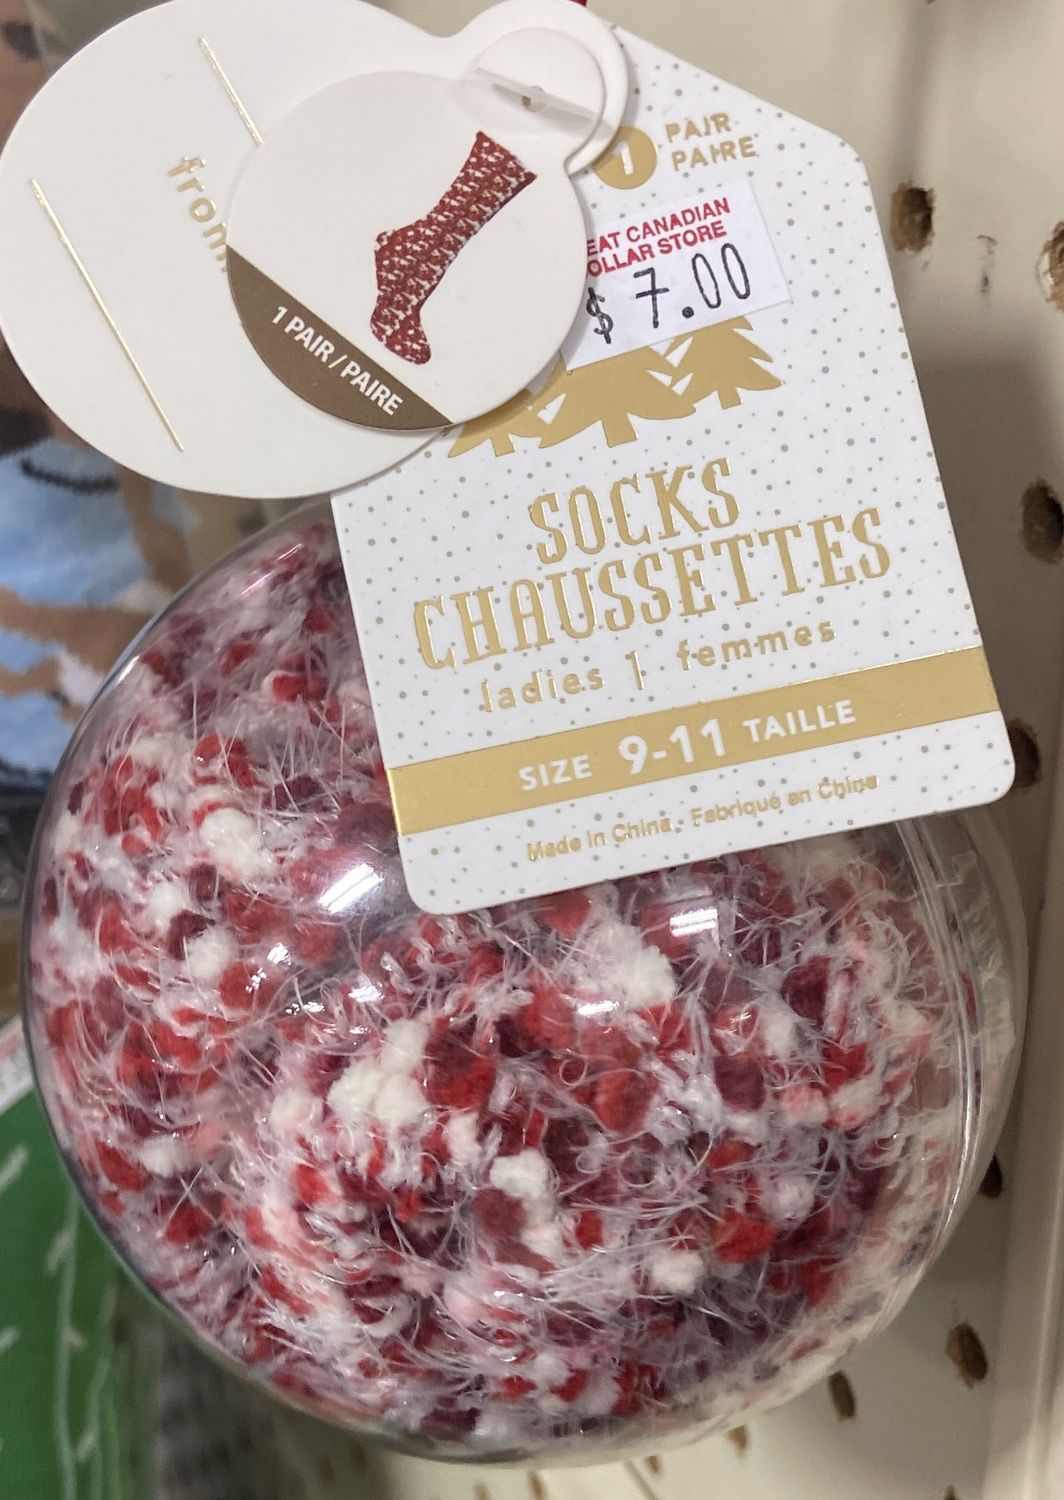 from
1 PAIR / PAIRE
1 PAIR
PAIRE
EAT CANADIAN
OLLAR STORE
$ 7.00
SOCKS
CHAUSSETTES
ladies | femmes
SIZE 9-11 TAILLE
Made in China - Fabriqué en Chine